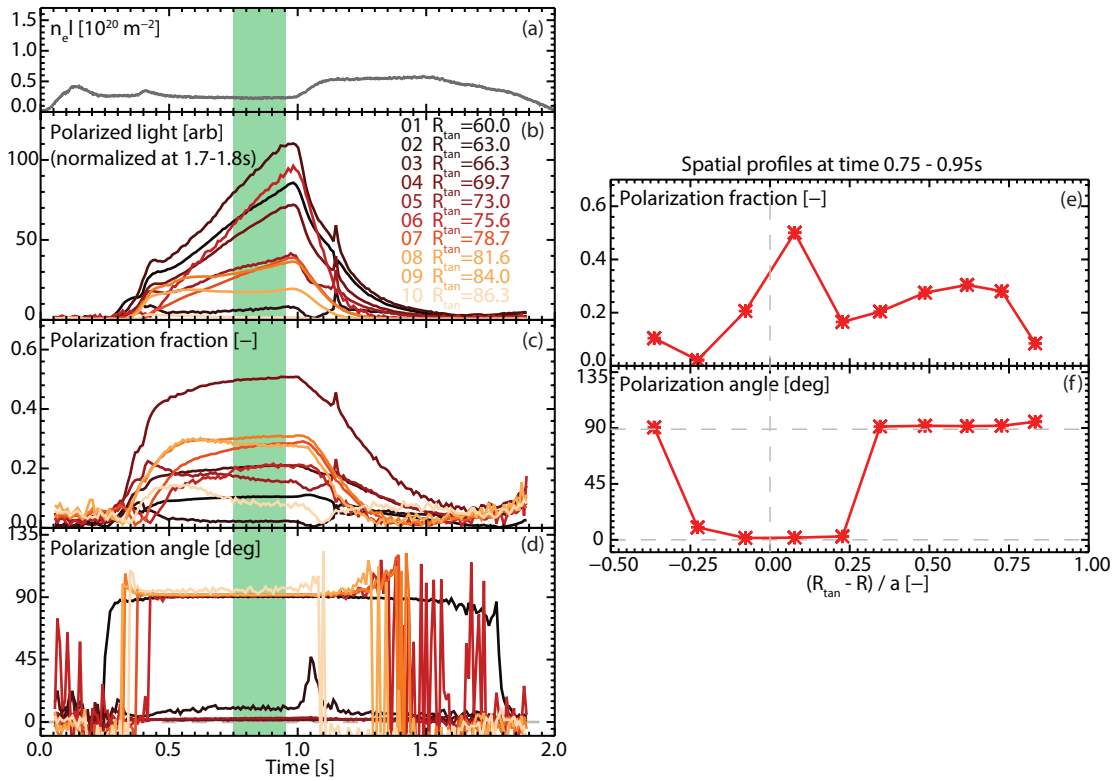 nₑl [10²⁰ m⁻²]
(a)
1.5
1.0
0.5
0.0
Polarized light [arb]
(b)
(normalized at 1.7-1.8s)
100
50
0
01 R_tan=60.0
02 R_tan=63.0
03 R_tan=66.3
04 R_tan=69.7
05 R_tan=73.0
06 R_tan=75.6
07 R_tan=78.7
08 R_tan=81.6
09 R_tan=84.0
10 R_tan=86.3
Polarization fraction [−]
(c)
0.6
0.4
0.2
0.0
Polarization angle [deg]
(d)
135
90
45
0
0.0 0.5 1.0 1.5 2.0
Time [s]
Spatial profiles at time 0.75 - 0.95s
Polarization fraction [−]
(e)
0.6
0.4
0.2
0.0
Polarization angle [deg]
(f)
135
90
45
0
−0.50 −0.25 0.00 0.25 0.50 0.75 1.00
(R_tan - R) / a [−]